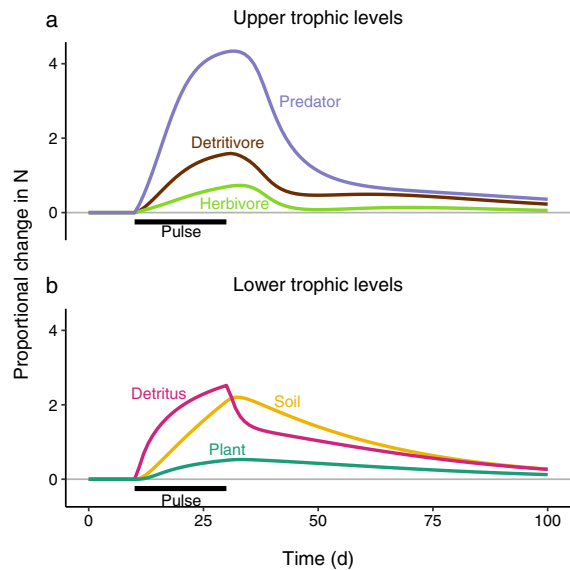 a
Upper trophic levels
4
2
0
Predator
Detritivore
Herbivore
Pulse
Proportional change in N
b
Lower trophic levels
4
2
0
Detritus
Soil
Plant
Pulse
0
25
50
75
100
Time (d)